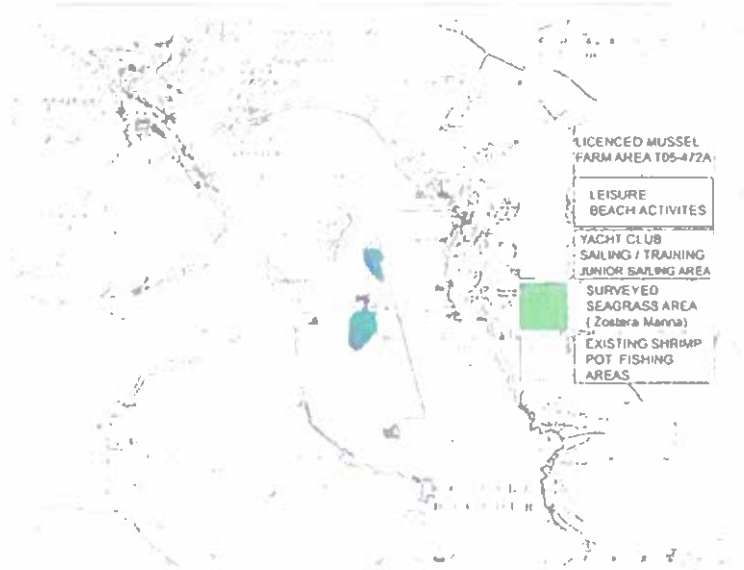 LICENCED MUSSEL
FARM AREA T05-472A
LEISURE
BEACH ACTIVITES
YACHT CLUB
SAILING / TRAINING
JUNIOR SAILING AREA
SURVEYED
SEAGRASS AREA
( Zostera Manna)
EXISTING SHRIMP
POT FISHING
AREAS